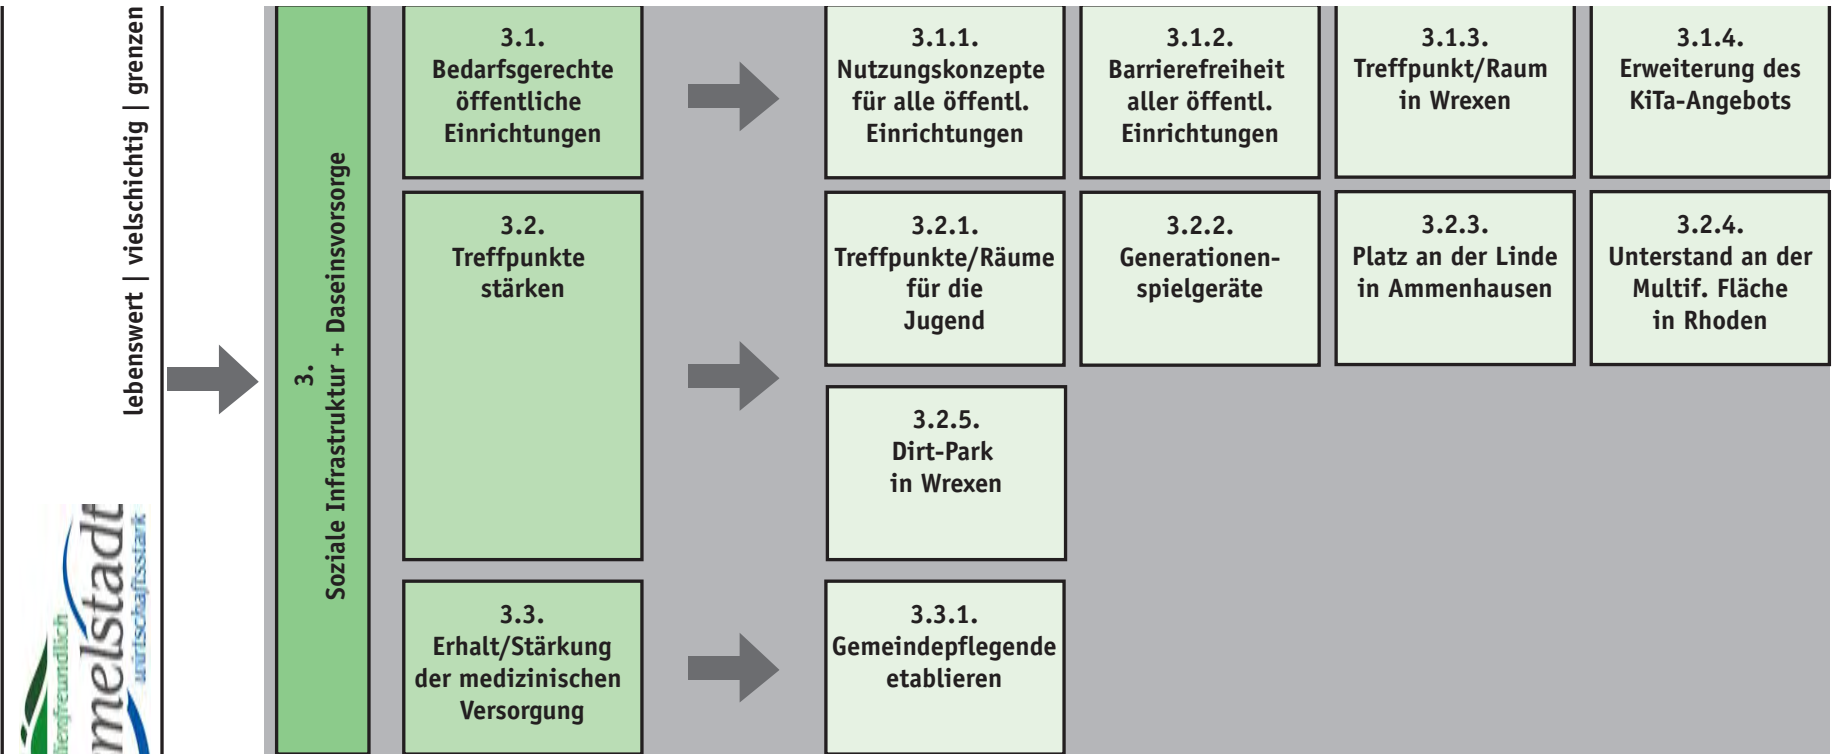 lebenswert | vielschichtig | grenzen
melstadt
wirtschaftsstark
3.
Soziale Infrastruktur + Daseinsvorsorge
3.1.
Bedarfsgerechte
öffentliche
Einrichtungen
3.1.1.
Nutzungskonzepte
für alle öffentl.
Einrichtungen
3.1.2.
Barrierefreiheit
aller öffentl.
Einrichtungen
3.1.3.
Treffpunkt/Raum
in Wrexen
3.1.4.
Erweiterung des
KiTa-Angebots
3.2.
Treffpunkte
stärken
3.2.1.
Treffpunkte/Räume
für die
Jugend
3.2.2.
Generationen-
spielgeräte
3.2.3.
Platz an der Linde
in Ammenhausen
3.2.4.
Unterstand an der
Multif. Fläche
in Rhoden
3.2.5.
Dirt-Park
in Wrexen
3.3.
Erhalt/Stärkung
der medizinischen
Versorgung
3.3.1.
Gemeindepflegende
etablieren